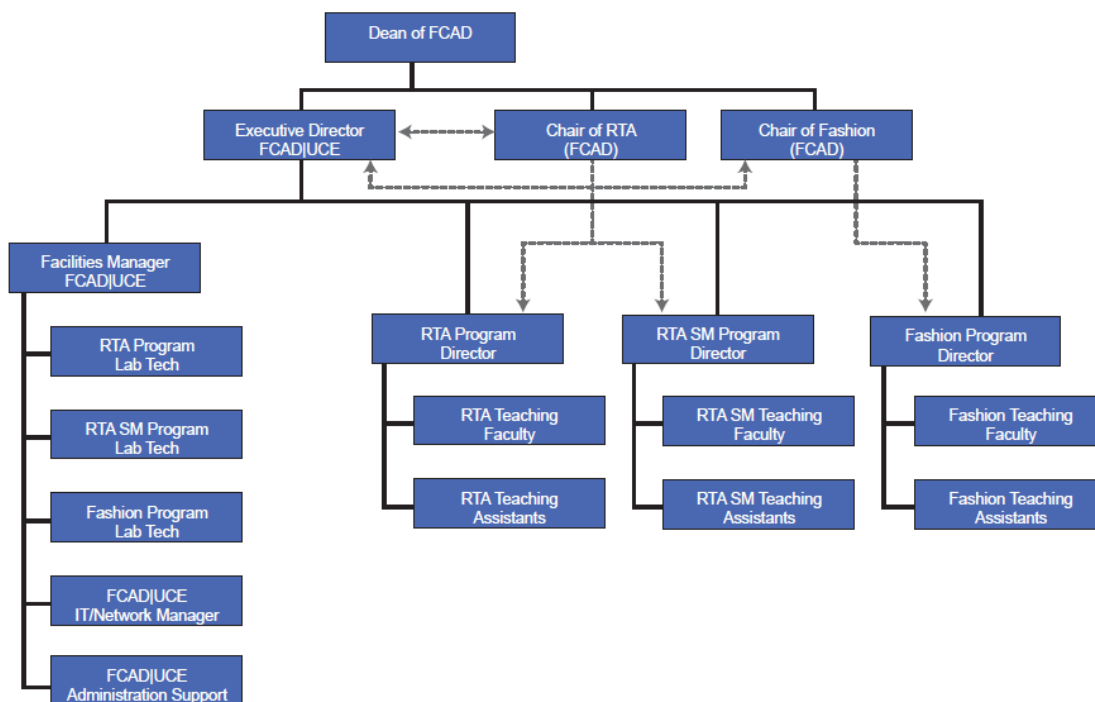 Dean of FCAD
Executive Director
FCAD|UCE
Chair of RTA
(FCAD)
Chair of Fashion
(FCAD)
Facilities Manager
FCAD|UCE
RTA Program
Lab Tech
RTA SM Program
Lab Tech
Fashion Program
Lab Tech
FCAD|UCE
IT/Network Manager
FCAD|UCE
Administration Support
RTA Program
Director
RTA Teaching
Faculty
RTA Teaching
Assistants
RTA SM Program
Director
RTA SM Teaching
Faculty
RTA SM Teaching
Assistants
Fashion Program
Director
Fashion Teaching
Faculty
Fashion Teaching
Assistants